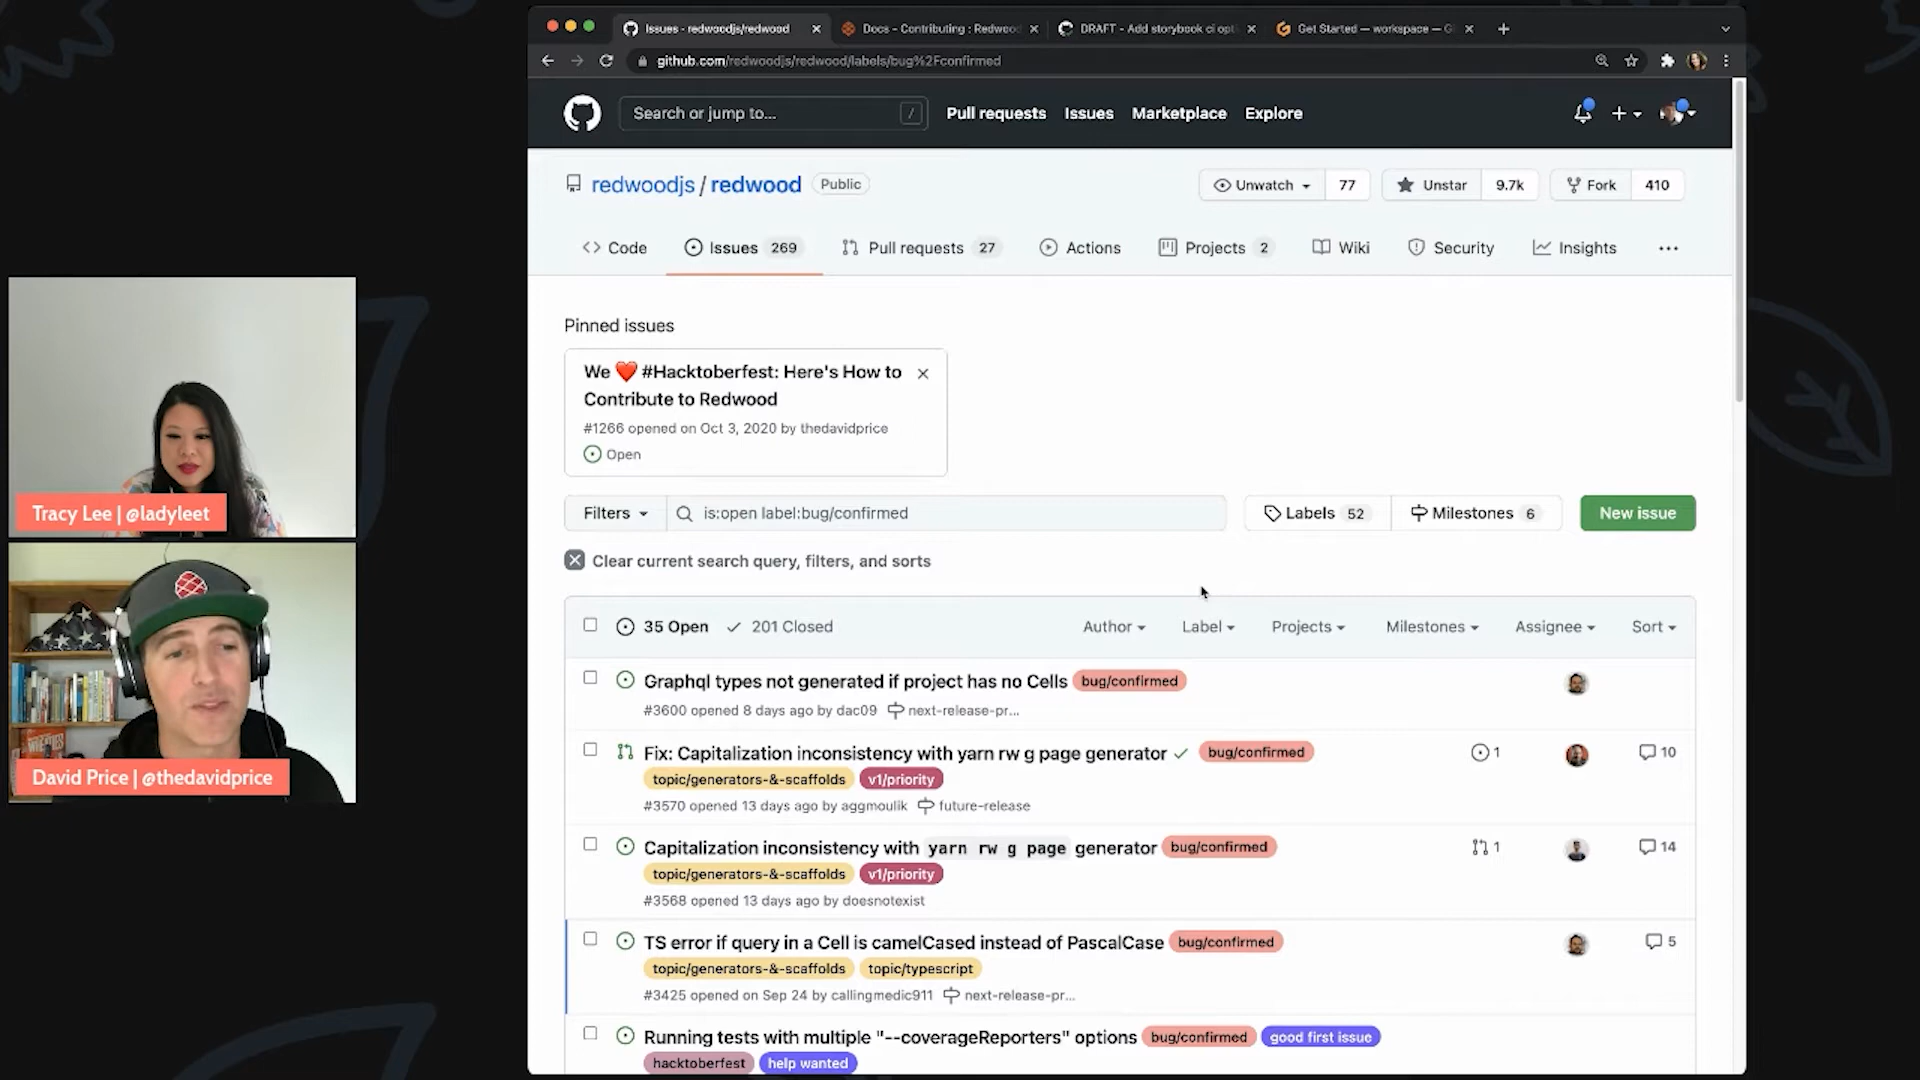 Issues · redwoodjs/redwood
Docs - Contributing : Redwood
DRAFT - Add storybook ci opti
Get Started — workspace — G
github.com/redwoodjs/redwood/labels/bug%2Fconfirmed
Search or jump to...
/
Pull requests
Issues
Marketplace
Explore
redwoodjs / redwood
Public
Unwatch
77
Unstar
9.7k
Fork
410
Code
Issues 269
Pull requests 27
Actions
Projects 2
Wiki
Security
Insights
Pinned issues
We ❤️ #Hacktoberfest: Here's How to
Contribute to Redwood
#1266 opened on Oct 3, 2020 by thedavidprice
Open
Filters
is:open label:bug/confirmed
Labels 52
Milestones 6
New issue
Clear current search query, filters, and sorts
35 Open
201 Closed
Author
Label
Projects
Milestones
Assignee
Sort
Graphql types not generated if project has no Cells bug/confirmed
#3600 opened 8 days ago by dac09 next-release-pr...
Fix: Capitalization inconsistency with yarn rw g page generator bug/confirmed
1
10
topic/generators-&-scaffolds v1/priority
#3570 opened 13 days ago by aggmoulik future-release
Capitalization inconsistency with yarn rw g page generator bug/confirmed
1
14
topic/generators-&-scaffolds v1/priority
#3568 opened 13 days ago by doesnotexist
TS error if query in a Cell is camelCased instead of PascalCase bug/confirmed
5
topic/generators-&-scaffolds topic/typescript
#3425 opened on Sep 24 by callingmedic911 next-release-pr...
Running tests with multiple "--coverageReporters" options bug/confirmed good first issue
hacktoberfest help wanted
Tracy Lee | @ladyleet
David Price | @thedavidprice